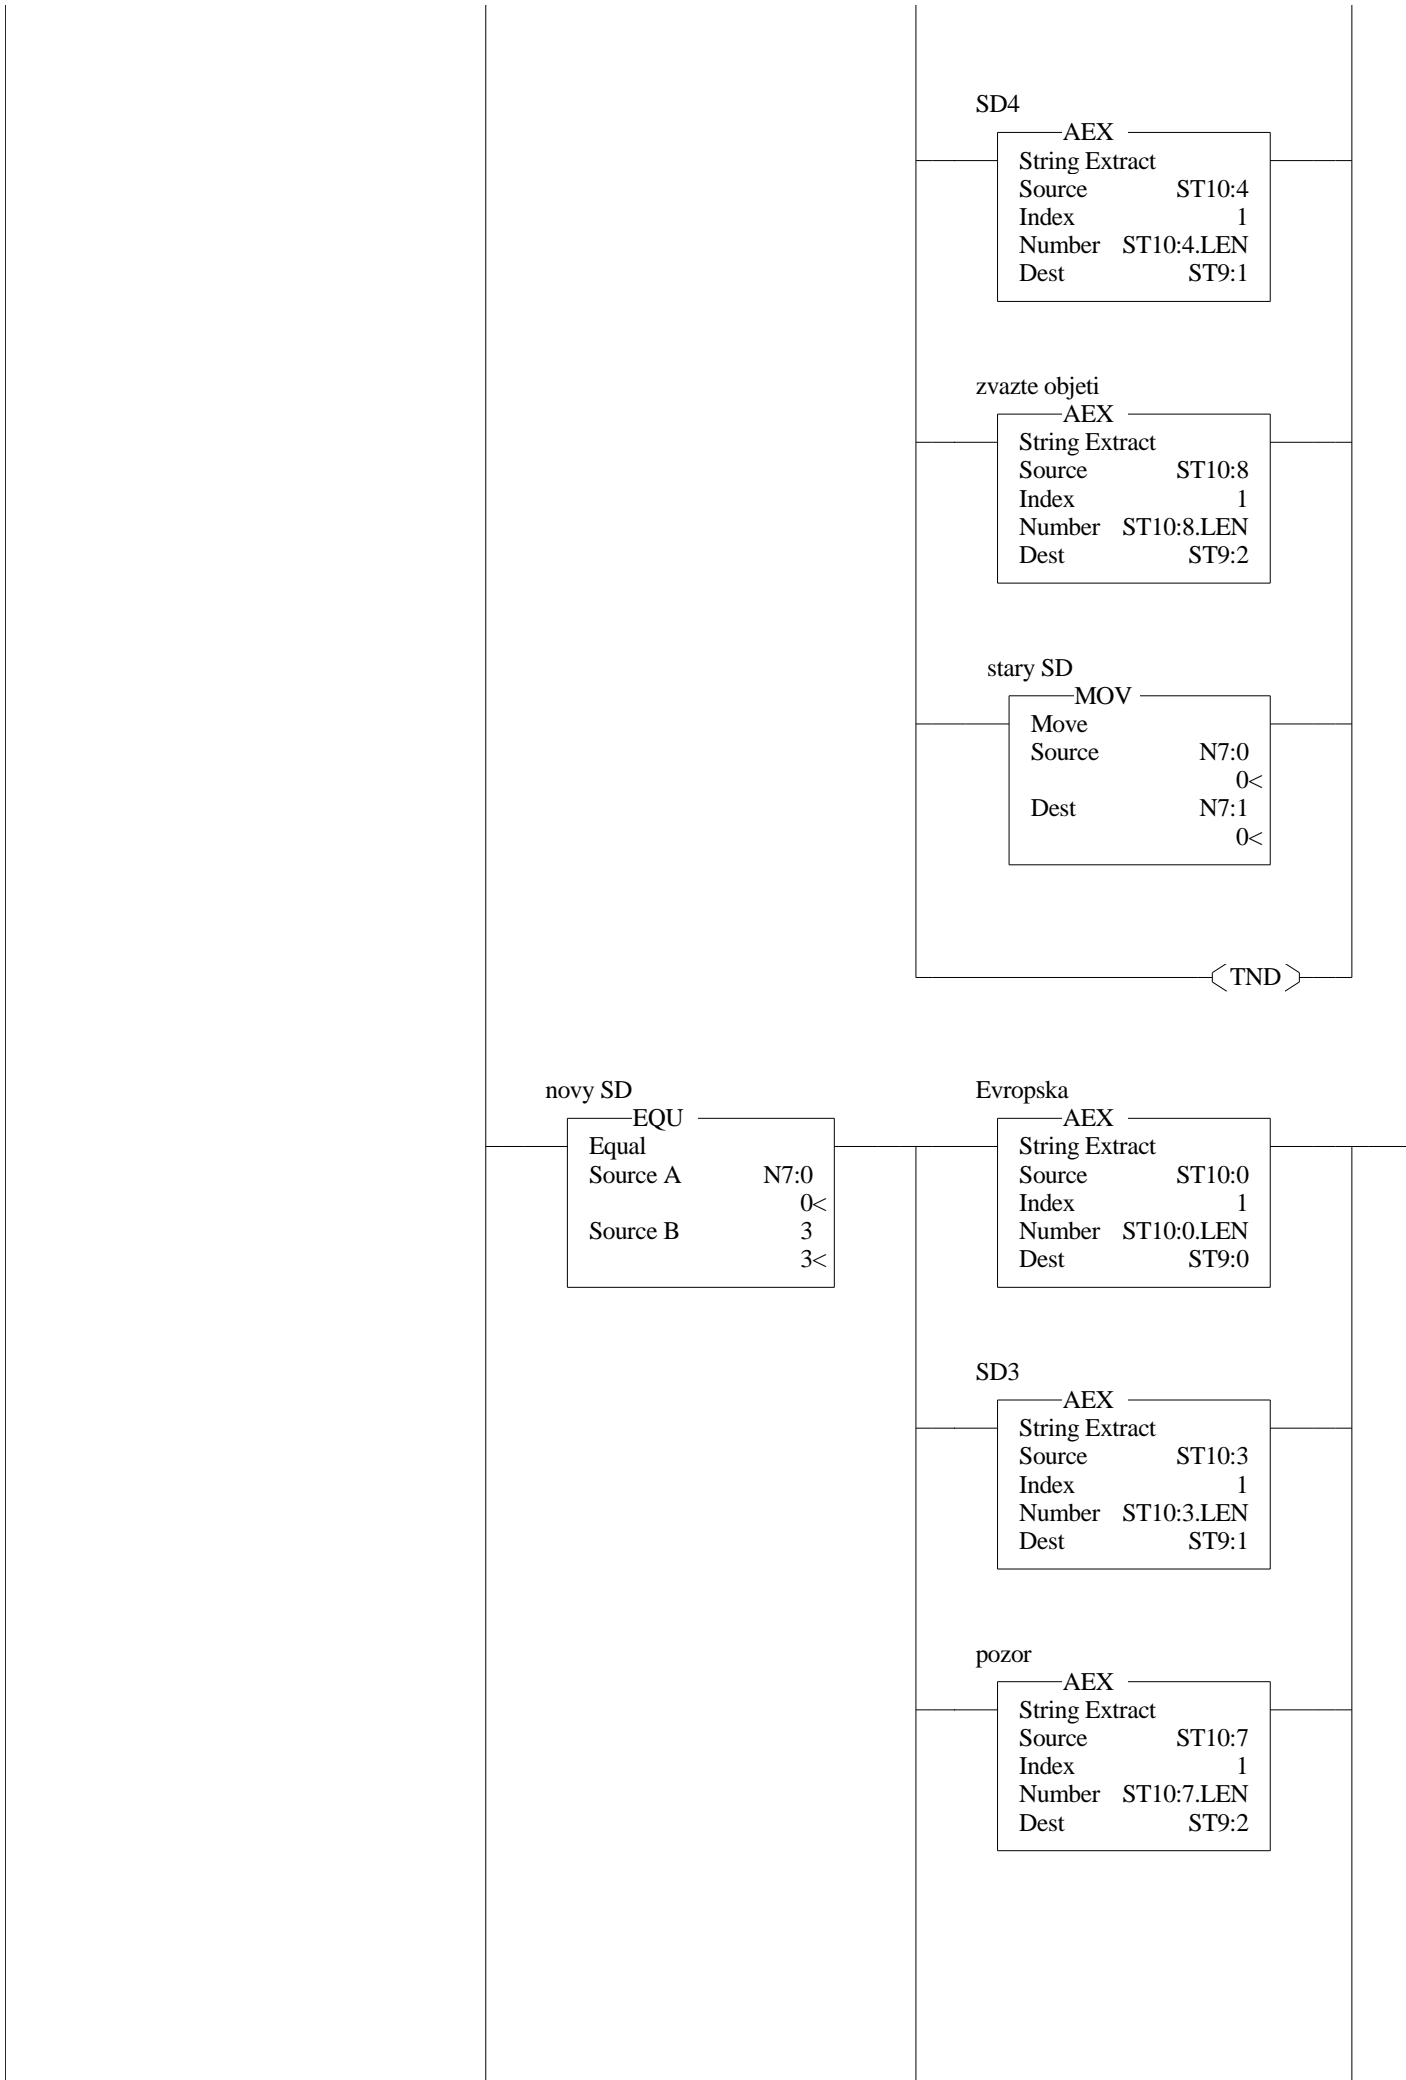 SD4
AEX
String Extract
Source ST10:4
Index 1
Number ST10:4.LEN
Dest ST9:1
zvazte objeti
AEX
String Extract
Source ST10:8
Index 1
Number ST10:8.LEN
Dest ST9:2
stary SD
MOV
Move
Source N7:0
0<
Dest N7:1
0<
TND
novy SD
EQU
Equal
Source A N7:0
0<
Source B 3
3<
Evropska
AEX
String Extract
Source ST10:0
Index 1
Number ST10:0.LEN
Dest ST9:0
SD3
AEX
String Extract
Source ST10:3
Index 1
Number ST10:3.LEN
Dest ST9:1
pozor
AEX
String Extract
Source ST10:7
Index 1
Number ST10:7.LEN
Dest ST9:2